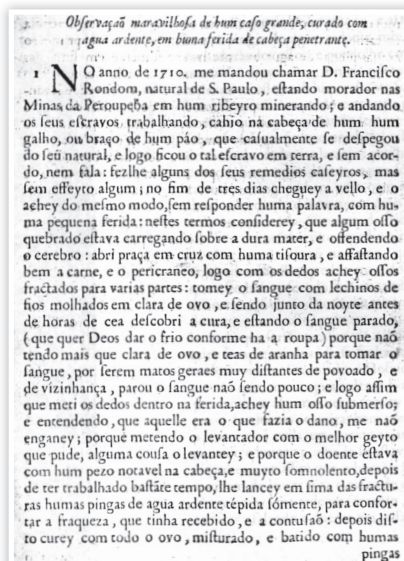 Observaçaõ maravilhosa de hum caso grande, curado com
agua ardente, em huma ferida de cabeça penetrante.
1 NO anno de 1710. me mandou chamar D. Francisco
Rondom, natural de S. Paulo, estando morador nas
Minas da Peroupeba em hum ribeyro minerando; e andando
os seus escravos trabalhando, cahio na cabeça de hum hum
galho, ou braço de hum páo, que casualmente se despegou
do seu natural, e logo ficou o tal escravo em terra, e sem acor-
do, nem fala: fezlhe alguns dos seus remedios caseyros, mas
sem effeyto algum; no fim de tres dias cheguey a vello, e o
achey do mesmo modo, sem responder huma palavra, com hu-
ma pequena ferida: nestes termos considerey, que algum osso
quebrado estava carregando sobre a dura mater, e offendendo
o cerebro: abri praça em cruz com huma tisoura, e affastando
bem a carne, e o pericraneo, logo com os dedos achey ossos
fractados para varias partes: tomey o sangue com lechinos de
fios molhados em clara de ovo, e sendo junto da noyte antes
de horas de cea descobri a cura, e estando o sangue parado,
(que quer Deos dar o frio conforme ha a roupa) porque naõ
tendo mais que clara de ovo, e teas de aranha para tomar o
sangue, por serem matos geraes muy distantes de povoado, e
de vizinhança, parou o sangue naõ sendo pouco; e logo assim
que meti os dedos dentro na ferida, achey hum osso submerso;
e entendendo, que aquelle era o que fazia o dano, me naõ
enganey; porque metendo o levantador com o melhor geyto
que pude, alguma cousa o levantey; e porque o doente estava
com hum pezo notavel na cabeça, e muyto somnolento, depois
de ter trabalhado bastãte tempo, lhe lancey em sima das fractu-
ras humas pingas de agua ardente tépida sómente, para confor-
tar a fraqueza, que tinha recebido, e a contusaõ: depois dis-
to curey com todo o ovo, misturado, e batido com humas
pingas